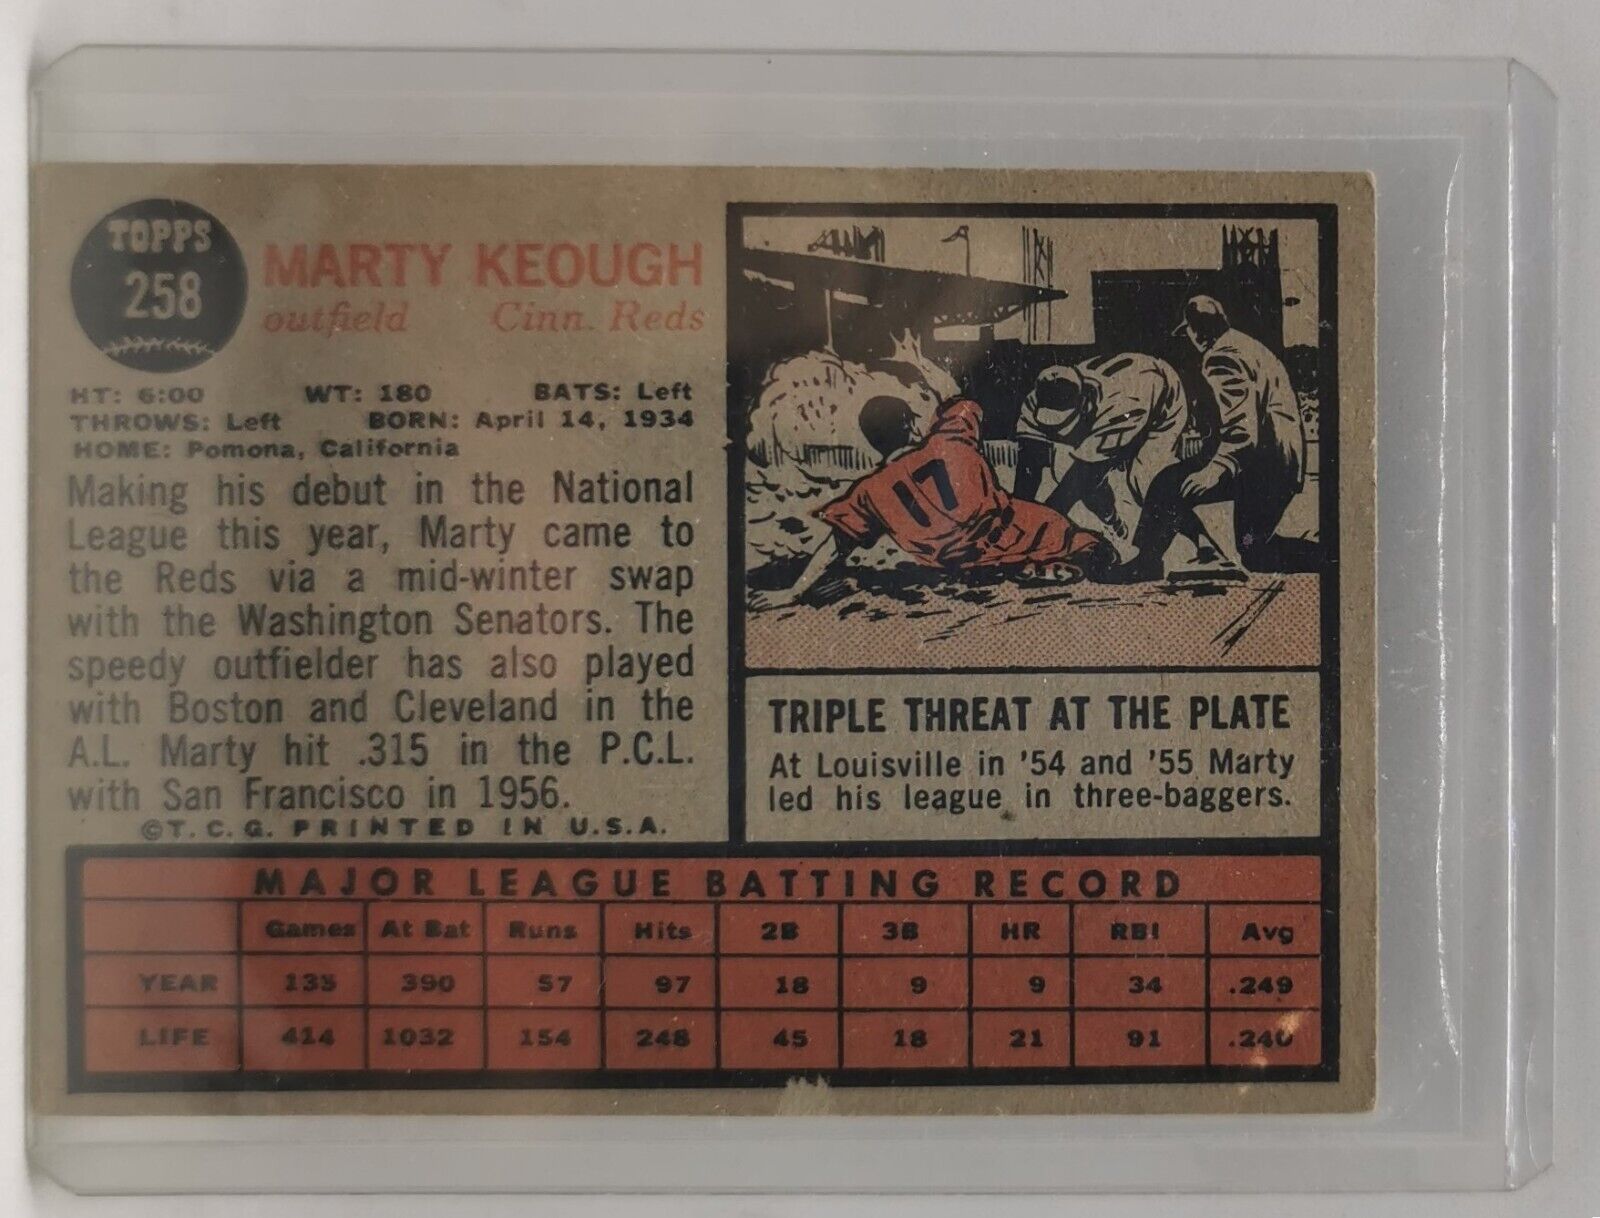 TOPPS
258
MARTY KEOUGH
outfield Cinn. Reds
HT: 6:00 WT: 180 BATS: Left
THROWS: Left BORN: April 14, 1934
HOME: Pomona, California
Making his debut in the National
League this year, Marty came to
the Reds via a mid-winter swap
with the Washington Senators. The
speedy outfielder has also played
with Boston and Cleveland in the
A.L. Marty hit .315 in the P.C.L.
with San Francisco in 1956.
©T.C.G. PRINTED IN U.S.A.
17
TRIPLE THREAT AT THE PLATE
At Louisville in '54 and '55 Marty
led his league in three-baggers.
MAJOR LEAGUE BATTING RECORD
Games At Bat Runs Hits 2B 3B HR RBI Avg
YEAR 135 390 57 97 18 9 9 34 .249
LIFE 414 1032 154 248 45 18 21 91 .240